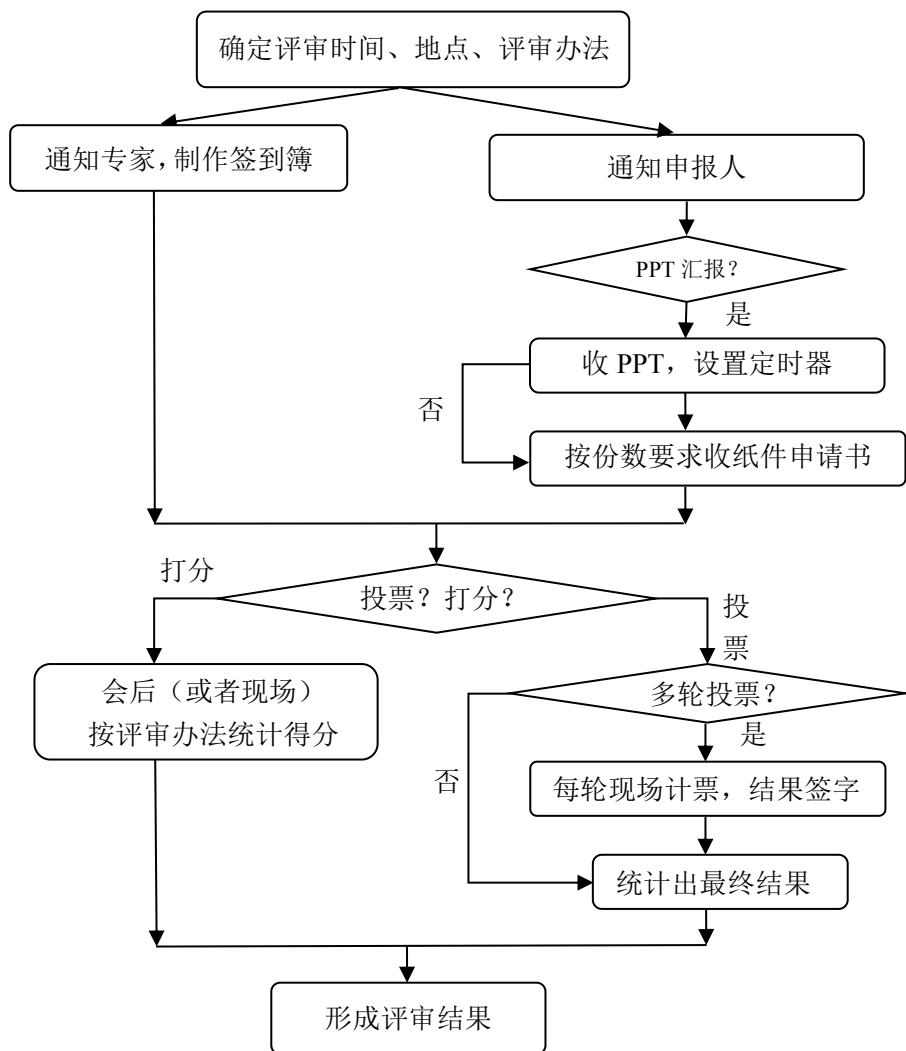 确定评审时间、地点、评审办法
通知专家，制作签到簿
通知申报人
PPT 汇报？
是
收 PPT，设置定时器
否
按份数要求收纸件申请书
打分
投票？打分？
投
票
会后（或者现场）
按评审办法统计得分
多轮投票？
是
否
每轮现场计票，结果签字
统计出最终结果
形成评审结果